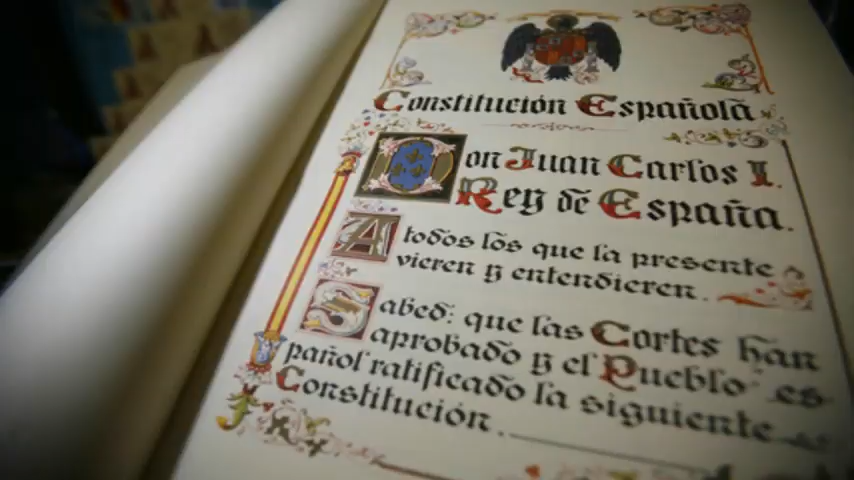 Constitución Española
Don Juan Carlos I.
Rey de España.
A todos los que la presente
vieren y entendieren.
Sabed: que las Cortes han
aprobado y el Pueblo es-
pañol ratificado la siguiente
Constitución.